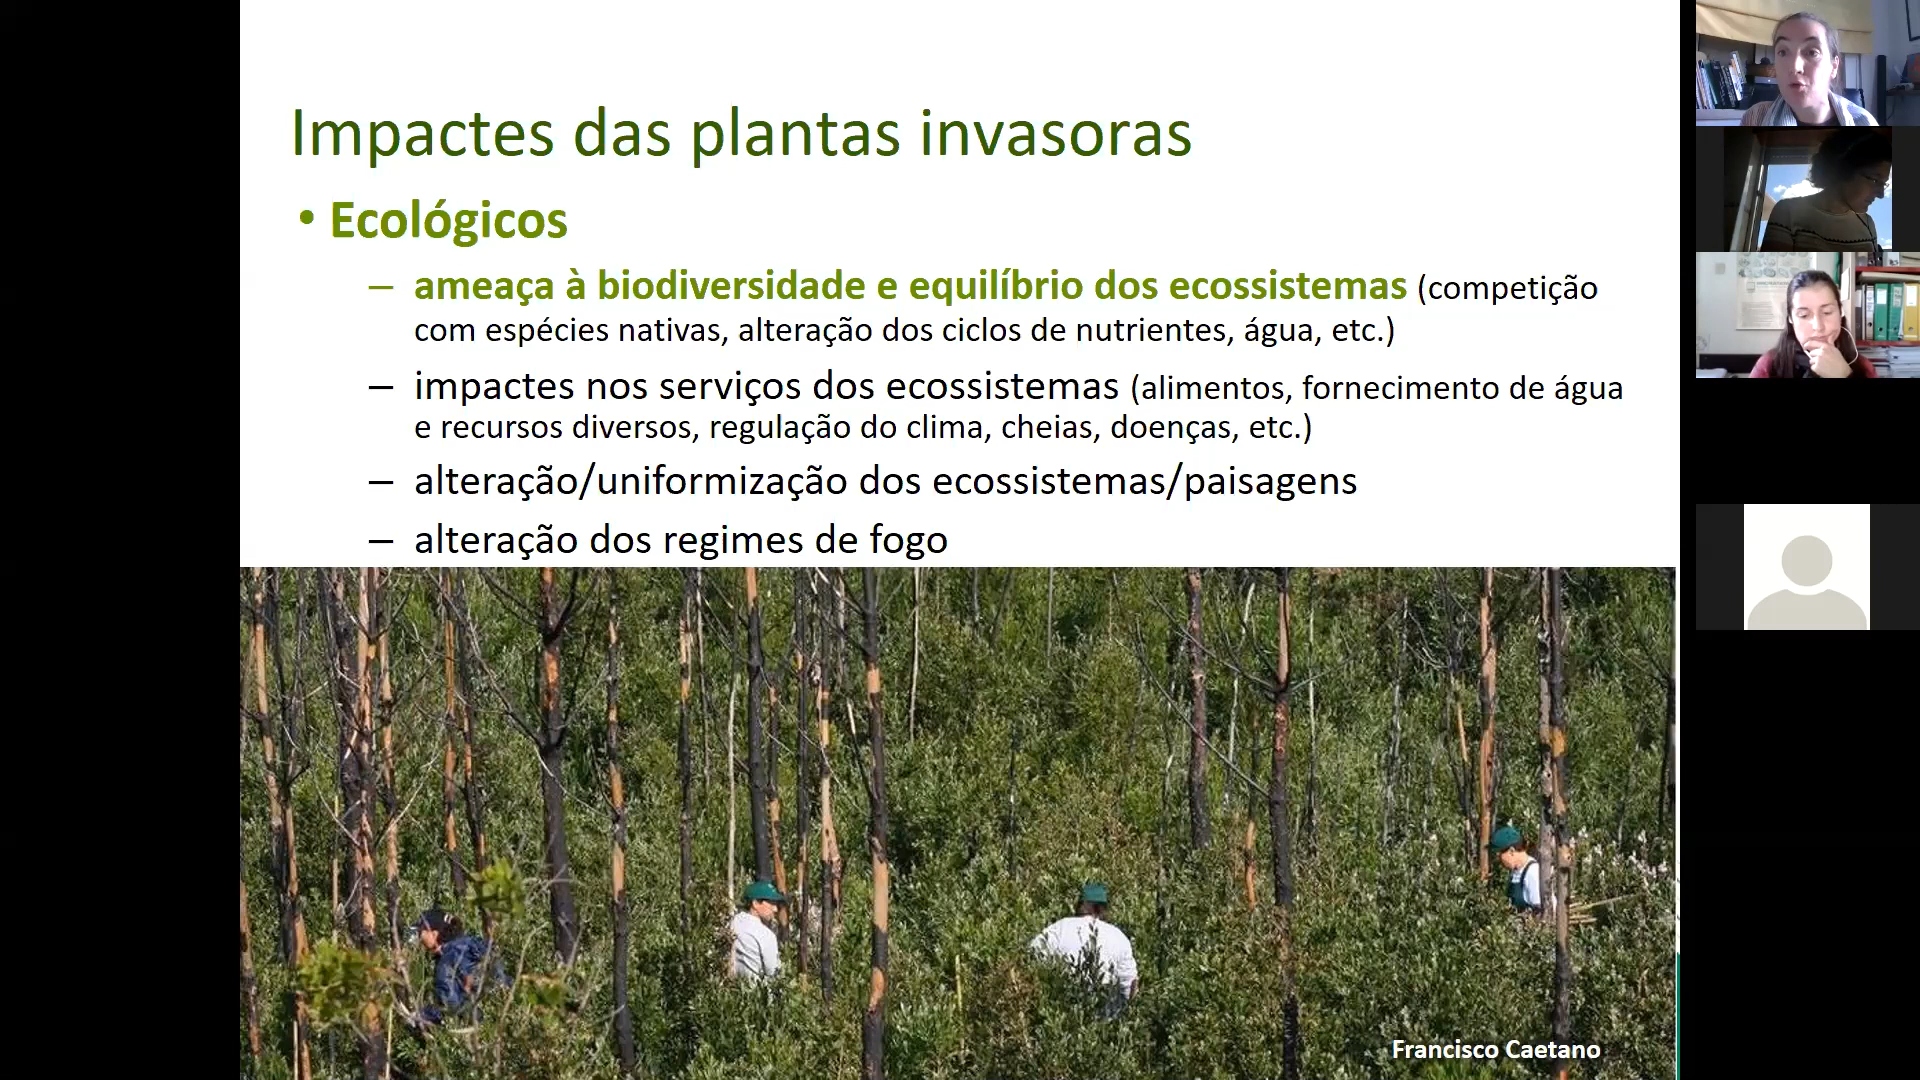 Impactes das plantas invasoras
• Ecológicos
– ameaça à biodiversidade e equilíbrio dos ecossistemas (competição
com espécies nativas, alteração dos ciclos de nutrientes, água, etc.)
– impactes nos serviços dos ecossistemas (alimentos, fornecimento de água
e recursos diversos, regulação do clima, cheias, doenças, etc.)
– alteração/uniformização dos ecossistemas/paisagens
– alteração dos regimes de fogo
Francisco Caetano